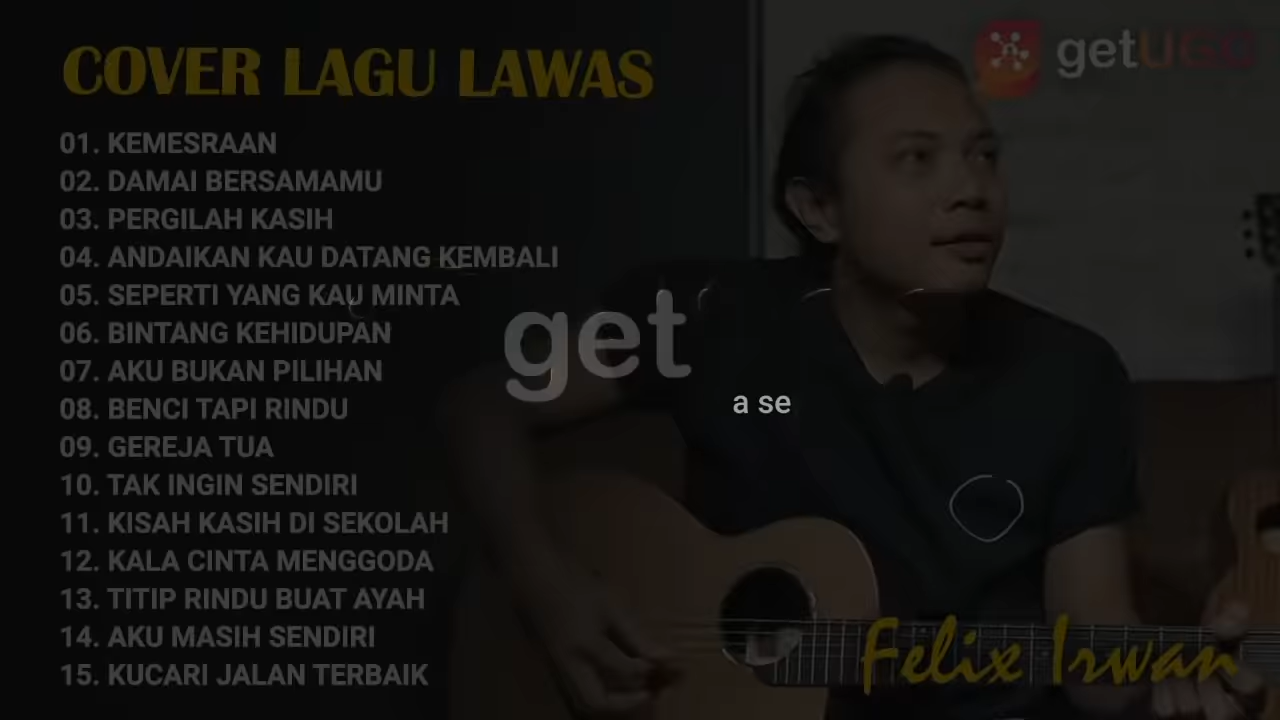 COVER LAGU LAWAS
getUGC
01. KEMESRAAN
02. DAMAI BERSAMAMU
03. PERGILAH KASIH
04. ANDAIKAN KAU DATANG KEMBALI
05. SEPERTI YANG KAU MINTA
06. BINTANG KEHIDUPAN
07. AKU BUKAN PILIHAN
08. BENCI TAPI RINDU
09. GEREJA TUA
10. TAK INGIN SENDIRI
11. KISAH KASIH DI SEKOLAH
12. KALA CINTA MENGGODA
13. TITIP RINDU BUAT AYAH
14. AKU MASIH SENDIRI
15. KUCARI JALAN TERBAIK
get
a se
Felix Irwan